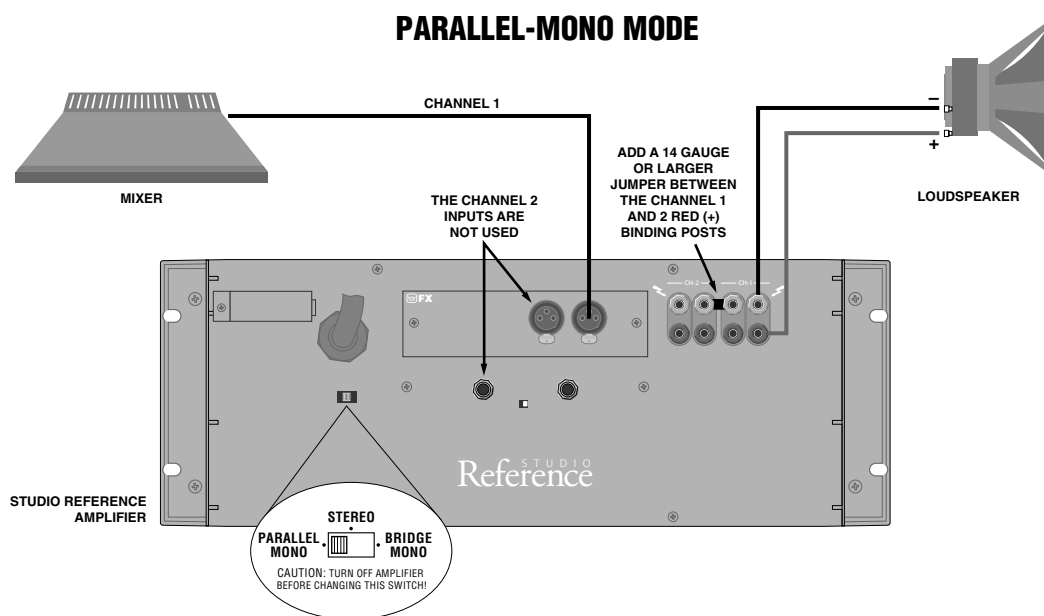 PARALLEL-MONO MODE
CHANNEL 1
MIXER
THE CHANNEL 2
INPUTS ARE
NOT USED
ADD A 14 GAUGE
OR LARGER
JUMPER BETWEEN
THE CHANNEL 1
AND 2 RED (+)
BINDING POSTS
–
+
LOUDSPEAKER
CH-2
CH-1
FX
STUDIO
Reference
STUDIO REFERENCE
AMPLIFIER
STEREO
PARALLEL
MONO
BRIDGE
MONO
CAUTION: TURN OFF AMPLIFIER
BEFORE CHANGING THIS SWITCH!